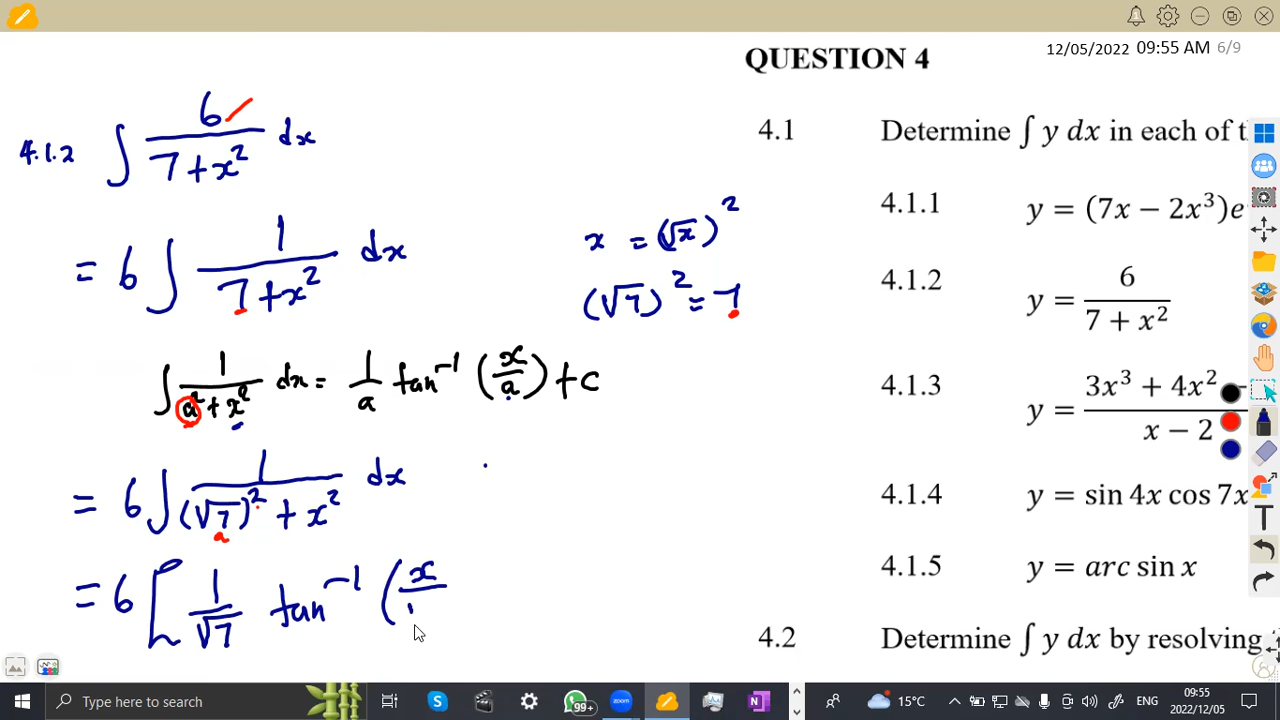 12/05/2022 09:55 AM 6/9
QUESTION 4
4.1 Determine ∫ y dx in each of t
4.1.1 y = (7x − 2x³)e
4.1.2 y = 6/(7 + x²)
4.1.3 y = (3x³ + 4x² −)/(x − 2)
4.1.4 y = sin 4x cos 7x
4.1.5 y = arc sin x
4.2 Determine ∫ y dx by resolving
4.1.2 ∫ 6/(7 + x²) dx
= 6 ∫ 1/(7 + x²) dx
x = (√x)²
(√7)² = 7
∫ 1/(a² + x²) dx = 1/a tan⁻¹ (x/a) + c
= 6 ∫ 1/((√7)² + x²) dx
a
= 6 [ 1/√7 tan⁻¹ (x/
T
Type here to search
99+
zoom
15°C
ENG
09:55
2022/12/05